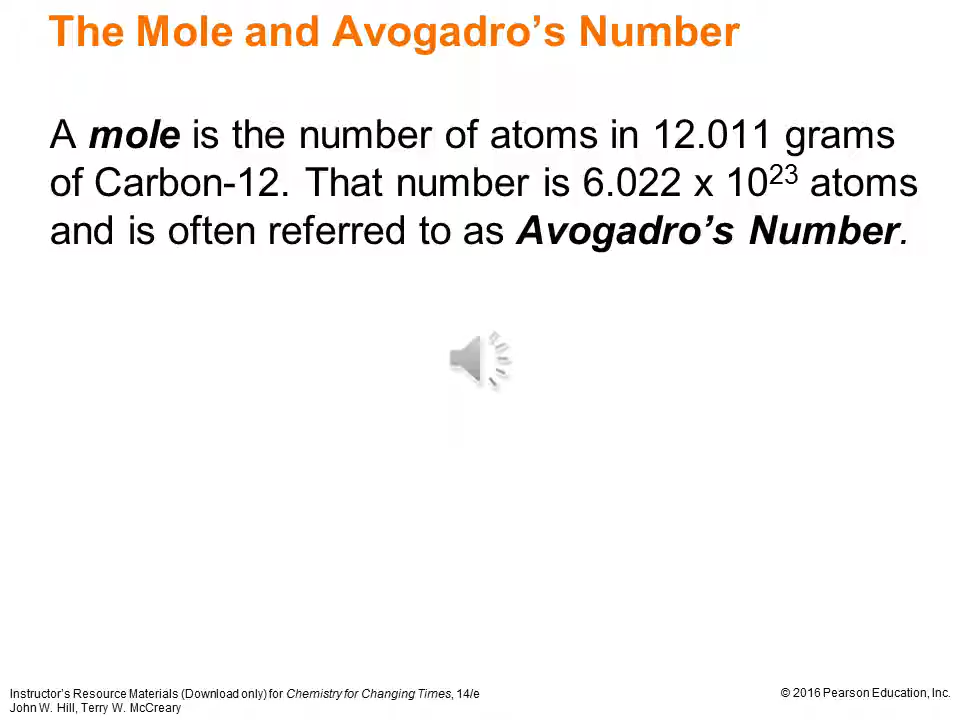 The Mole and Avogadro’s Number
A mole is the number of atoms in 12.011 grams
of Carbon-12. That number is 6.022 x 10²³ atoms
and is often referred to as Avogadro’s Number.
Instructor’s Resource Materials (Download only) for Chemistry for Changing Times, 14/e
John W. Hill, Terry W. McCreary
© 2016 Pearson Education, Inc.